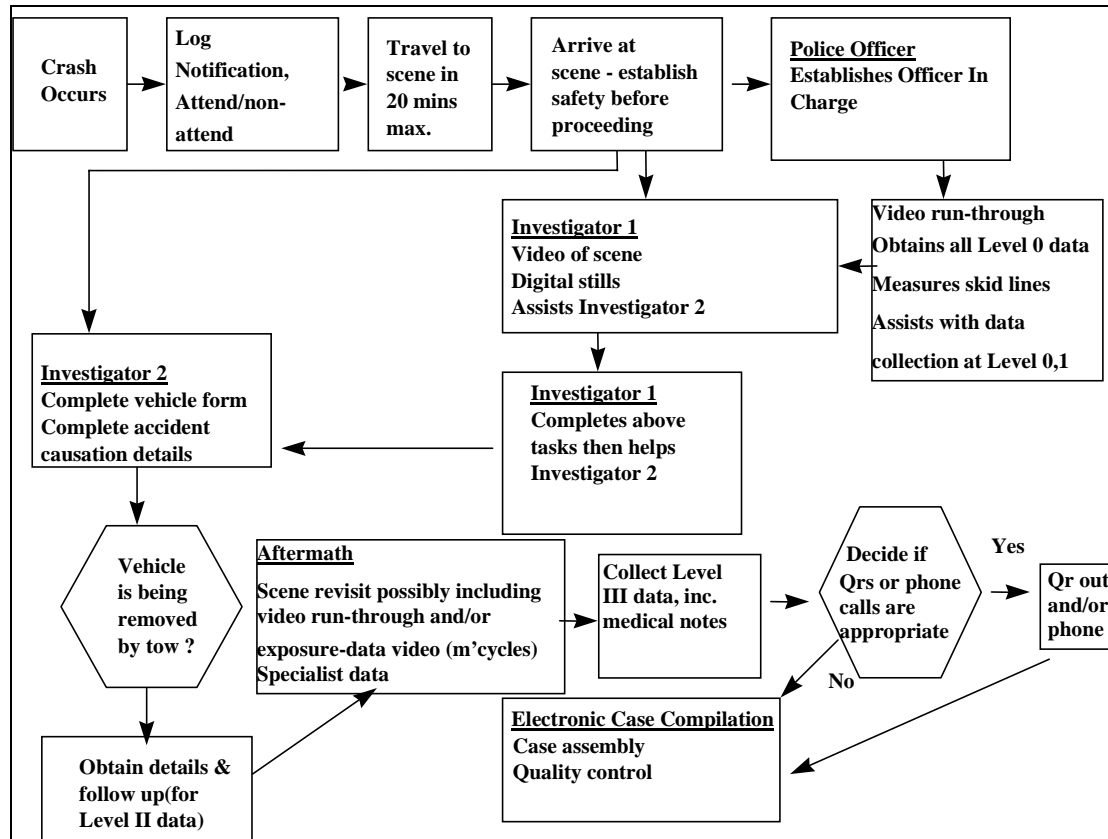 Crash
Occurs
Log
Notification,
Attend/non-
attend
Travel to
scene in
20 mins
max.
Arrive at
scene - establish
safety before
proceeding
Police Officer
Establishes Officer In
Charge
Video run-through
Obtains all Level 0 data
Measures skid lines
Assists with data
collection at Level 0,1
Investigator 1
Video of scene
Digital stills
Assists Investigator 2
Investigator 1
Completes above
tasks then helps
Investigator 2
Investigator 2
Complete vehicle form
Complete accident
causation details
Vehicle
is being
removed
by tow ?
Obtain details &
follow up(for
Level II data)
Aftermath
Scene revisit possibly including
video run-through and/or
exposure-data video (m'cycles)
Specialist data
Collect Level
III data, inc.
medical notes
Decide if
Qrs or phone
calls are
appropriate
Yes
Qr out
and/or
phone
No
Electronic Case Compilation
Case assembly
Quality control